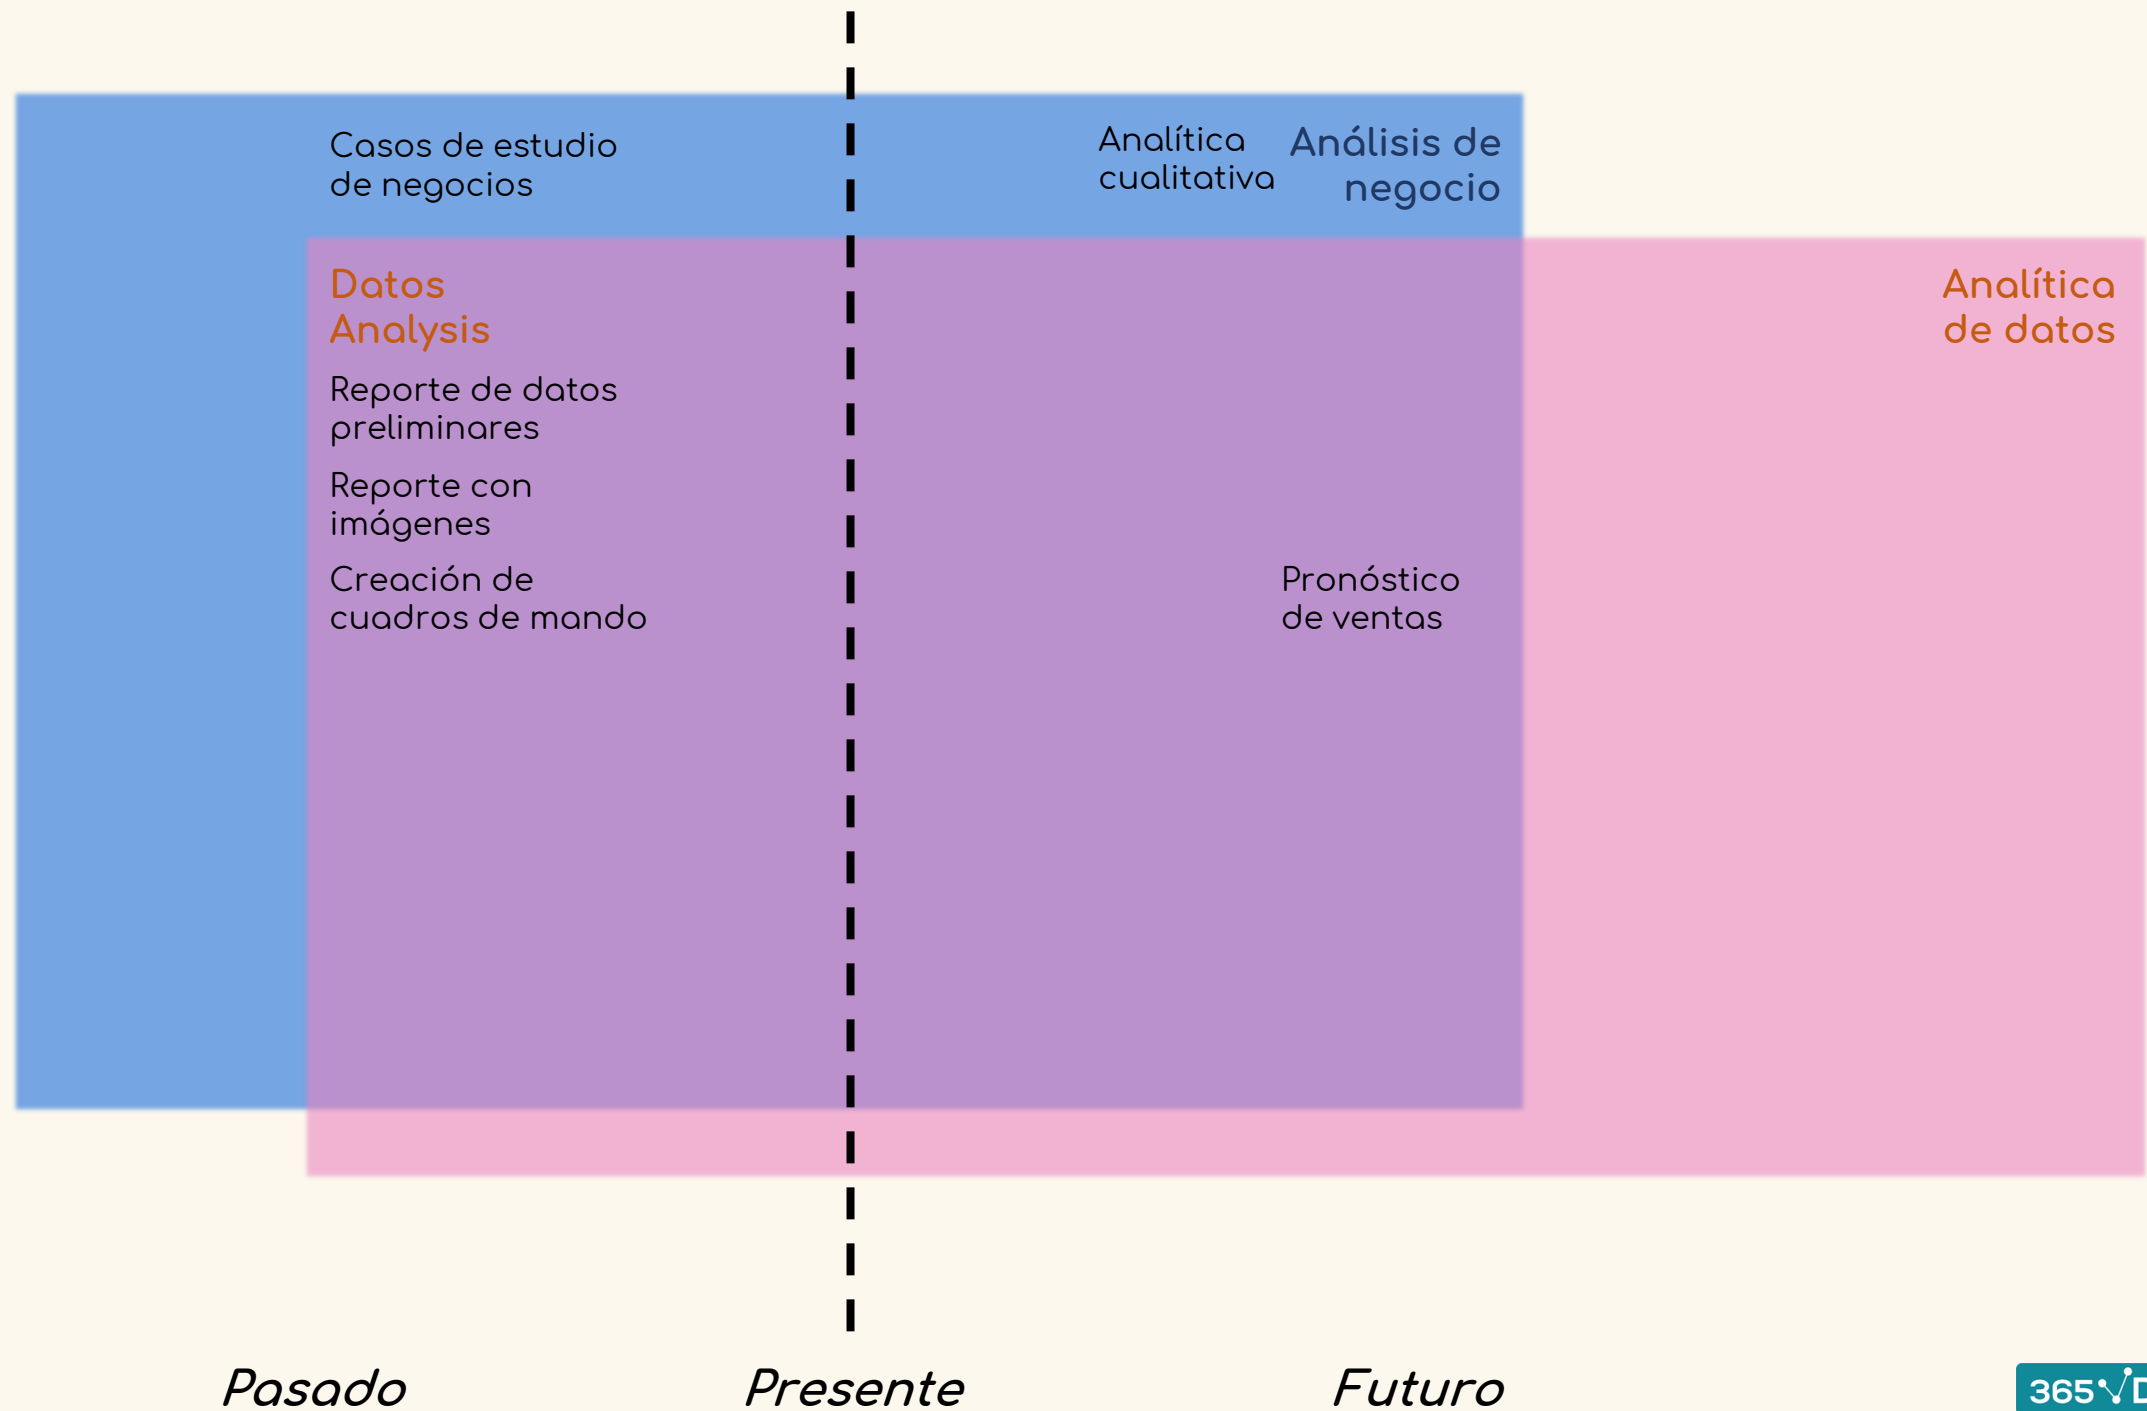 Casos de estudio
de negocios
Analítica
cualitativa
Análisis de
negocio
Datos
Analysis
Analítica
de datos
Reporte de datos
preliminares
Reporte con
imágenes
Creación de
cuadros de mando
Pronóstico
de ventas
Pasado
Presente
Futuro
365 D